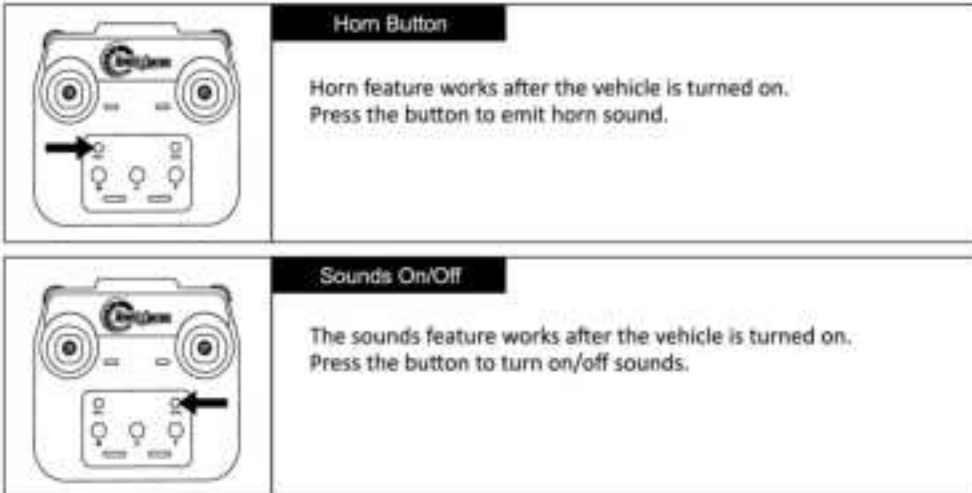 Horn Button
Horn feature works after the vehicle is turned on.
Press the button to emit horn sound.
Sounds On/Off
The sounds feature works after the vehicle is turned on.
Press the button to turn on/off sounds.